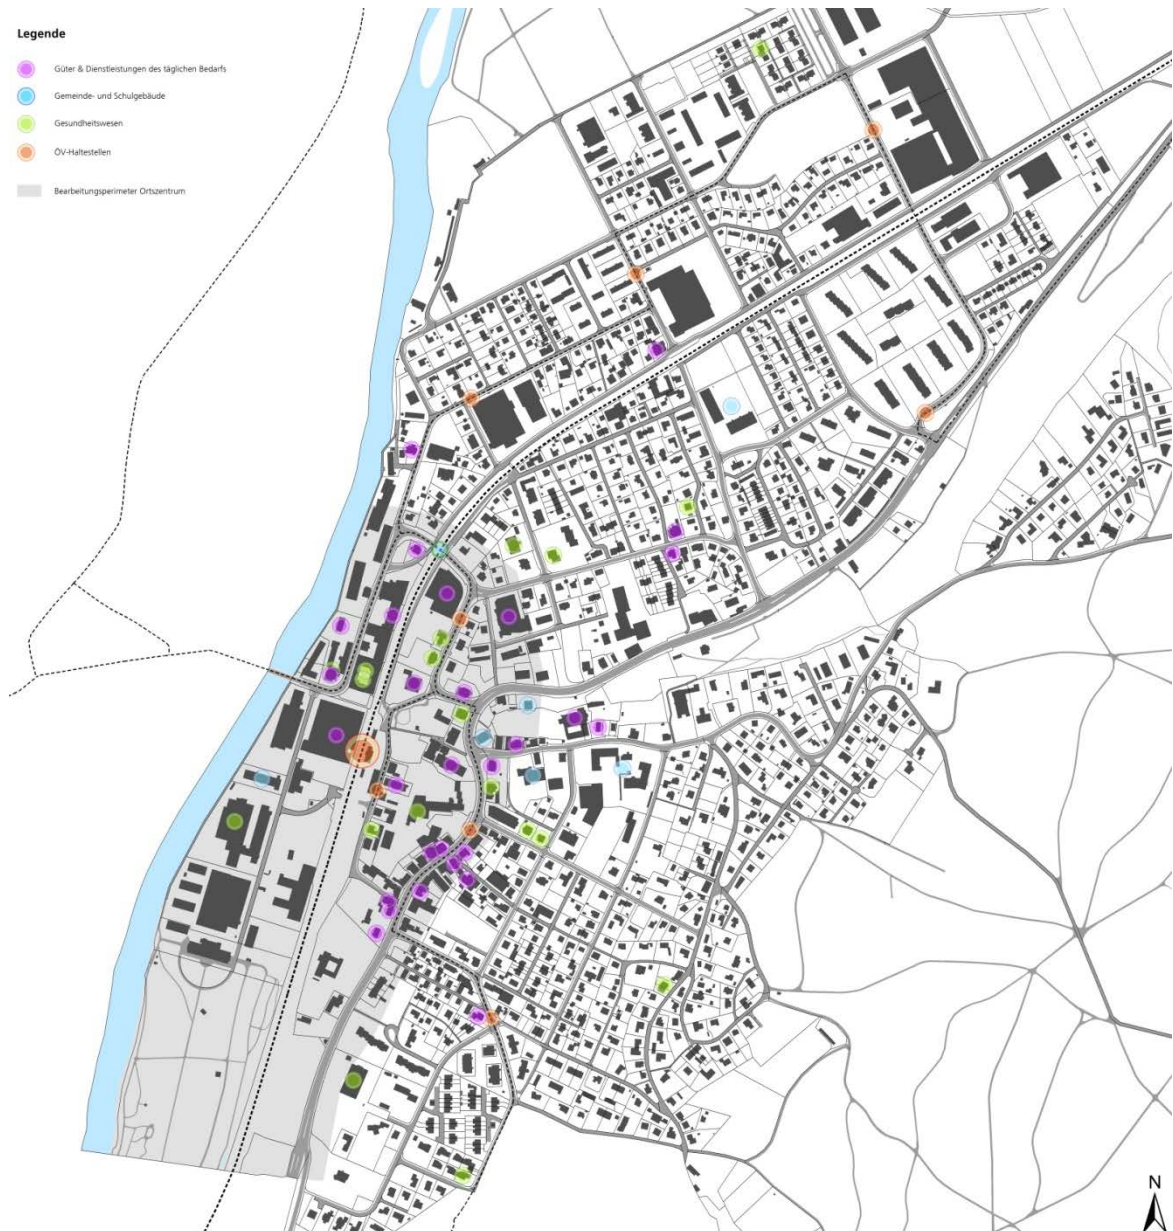 Legende
Güter & Dienstleistungen des täglichen Bedarfs
Gemeinde- und Schulgebäude
Gesundheitswesen
ÖV-Haltestellen
Bearbeitungsperimeter Ortszentrum
N